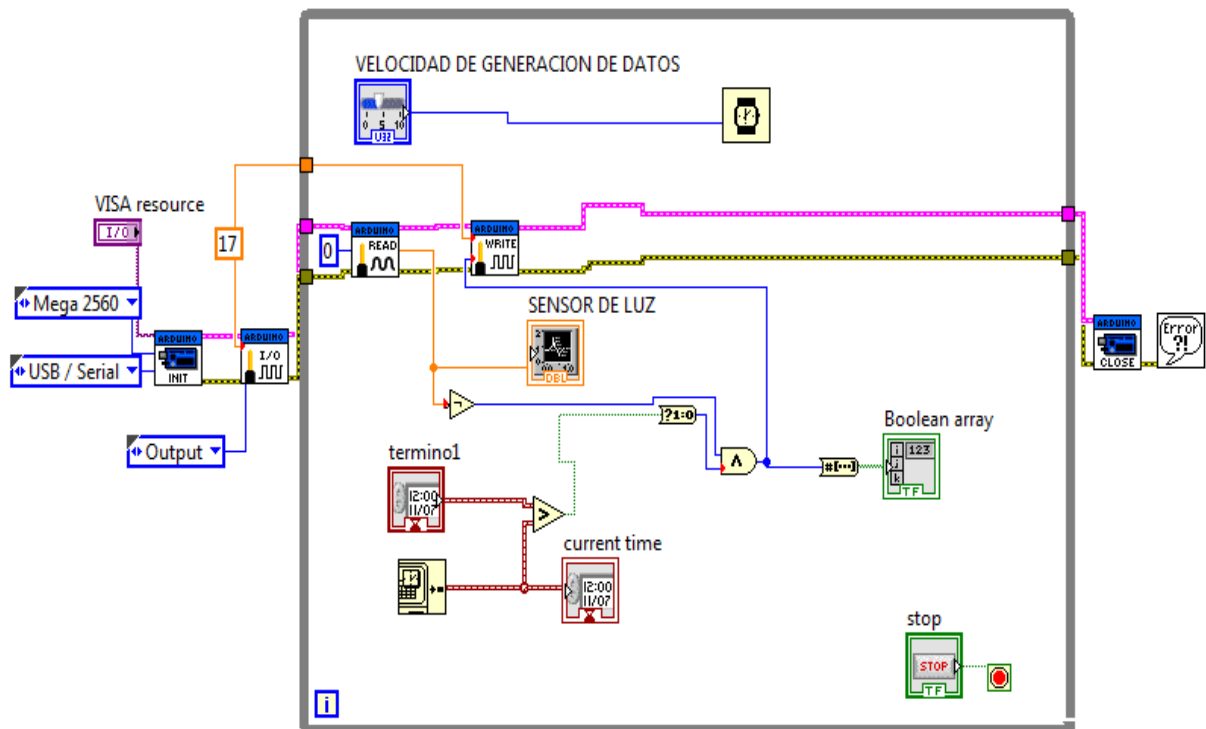 VELOCIDAD DE GENERACION DE DATOS
0 5 10
U32
VISA resource
I/O
17
ARDUINO
READ
ARDUINO
WRITE
0
Mega 2560
SENSOR DE LUZ
2
DBL
ARDUINO
INIT
ARDUINO
I/O
ARDUINO
CLOSE
Error
?!
USB / Serial
?1:0
Boolean array
Output
termino1
#[...]
i 123
j
k
TF
12:00
11/07
>
current time
12:00
11/07
stop
STOP
TF
i